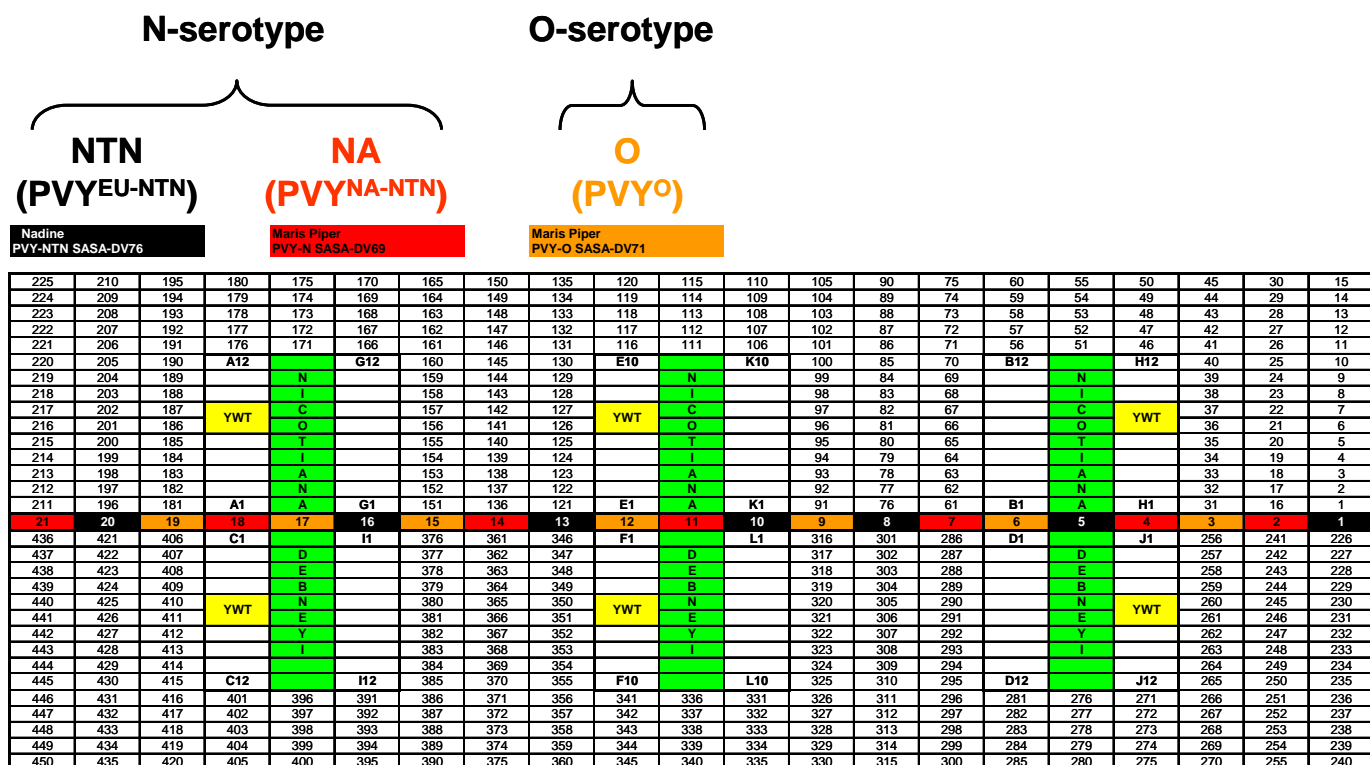 N-serotype O-serotype
NTN NA O
(PVYEU-NTN) (PVYNA-NTN) (PVYO)
Nadine Maris Piper Maris Piper
PVY-NTN SASA-DV76 PVY-N SASA-DV69 PVY-O SASA-DV71
225 210 195 180 175 170 165 150 135 120 115 110 105 90 75 60 55 50 45 30 15
224 209 194 179 174 169 164 149 134 119 114 109 104 89 74 59 54 49 44 29 14
223 208 193 178 173 168 163 148 133 118 113 108 103 88 73 58 53 48 43 28 13
222 207 192 177 172 167 162 147 132 117 112 107 102 87 72 57 52 47 42 27 12
221 206 191 176 171 166 161 146 131 116 111 106 101 86 71 56 51 46 41 26 11
220 205 190 A12 G12 160 145 130 E10 K10 100 85 70 B12 H12 40 25 10
219 204 189 N 159 144 129 N 99 84 69 N 39 24 9
218 203 188 I 158 143 128 I 98 83 68 I 38 23 8
217 202 187 YWT C 157 142 127 YWT C 97 82 67 C YWT 37 22 7
216 201 186 O 156 141 126 O 96 81 66 O 36 21 6
215 200 185 T 155 140 125 T 95 80 65 T 35 20 5
214 199 184 I 154 139 124 I 94 79 64 I 34 19 4
213 198 183 A 153 138 123 A 93 78 63 A 33 18 3
212 197 182 N 152 137 122 N 92 77 62 N 32 17 2
211 196 181 A1 A G1 151 136 121 E1 A K1 91 76 61 B1 A H1 31 16 1
21 20 19 18 17 16 15 14 13 12 11 10 9 8 7 6 5 4 3 2 1
436 421 406 C1 I1 376 361 346 F1 L1 316 301 286 D1 J1 256 241 226
437 422 407 D 377 362 347 D 317 302 287 D 257 242 227
438 423 408 E 378 363 348 E 318 303 288 E 258 243 228
439 424 409 B 379 364 349 B 319 304 289 B 259 244 229
440 425 410 YWT N 380 365 350 YWT N 320 305 290 N YWT 260 245 230
441 426 411 E 381 366 351 E 321 306 291 E 261 246 231
442 427 412 Y 382 367 352 Y 322 307 292 Y 262 247 232
443 428 413 I 383 368 353 I 323 308 293 I 263 248 233
444 429 414 384 369 354 324 309 294 264 249 234
445 430 415 C12 I12 385 370 355 F10 L10 325 310 295 D12 J12 265 250 235
446 431 416 401 396 391 386 371 356 341 336 331 326 311 296 281 276 271 266 251 236
447 432 417 402 397 392 387 372 357 342 337 332 327 312 297 282 277 272 267 252 237
448 433 418 403 398 393 388 373 358 343 338 333 328 313 298 283 278 273 268 253 238
449 434 419 404 399 394 389 374 359 344 339 334 329 314 299 284 279 274 269 254 239
450 435 420 405 400 395 390 375 360 345 340 335 330 315 300 285 280 275 270 255 240